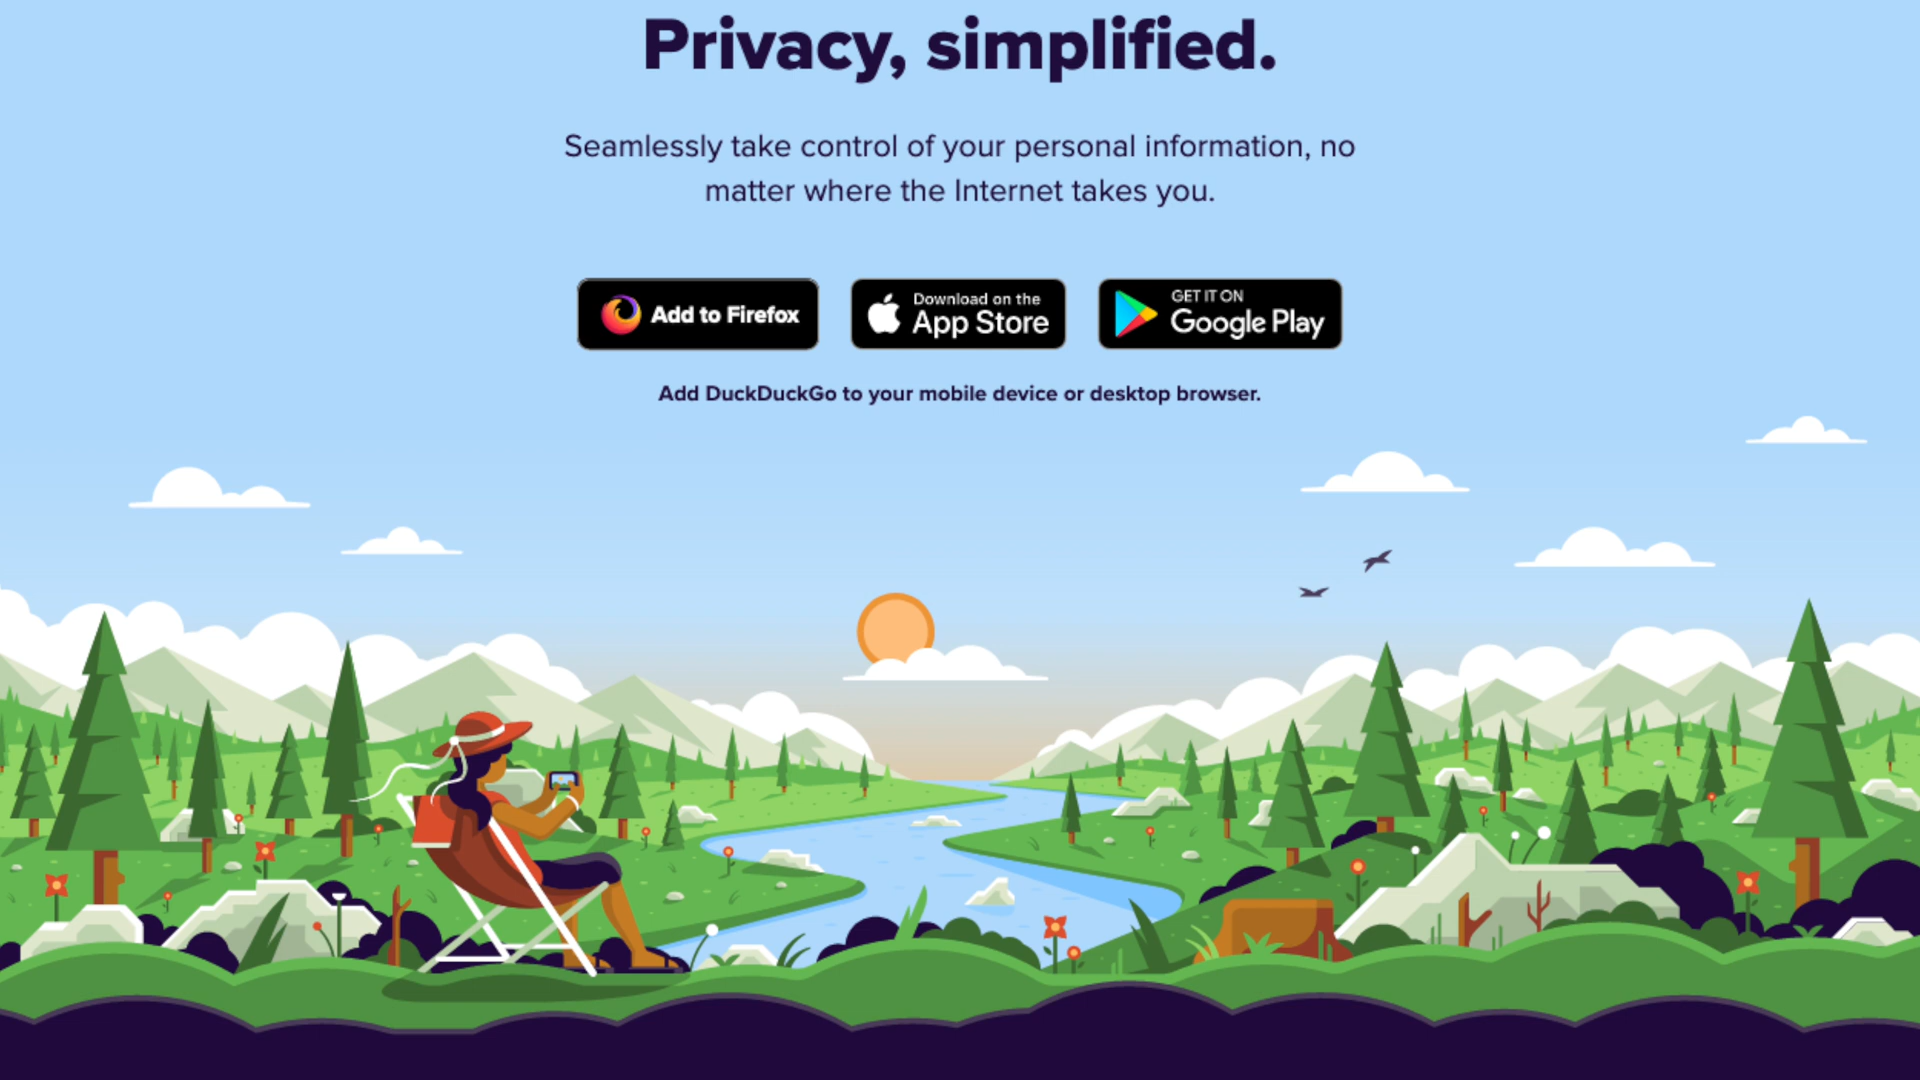 Privacy, simplified.
Seamlessly take control of your personal information, no
matter where the Internet takes you.
Add to Firefox
Download on the
App Store
GET IT ON
Google Play
Add DuckDuckGo to your mobile device or desktop browser.